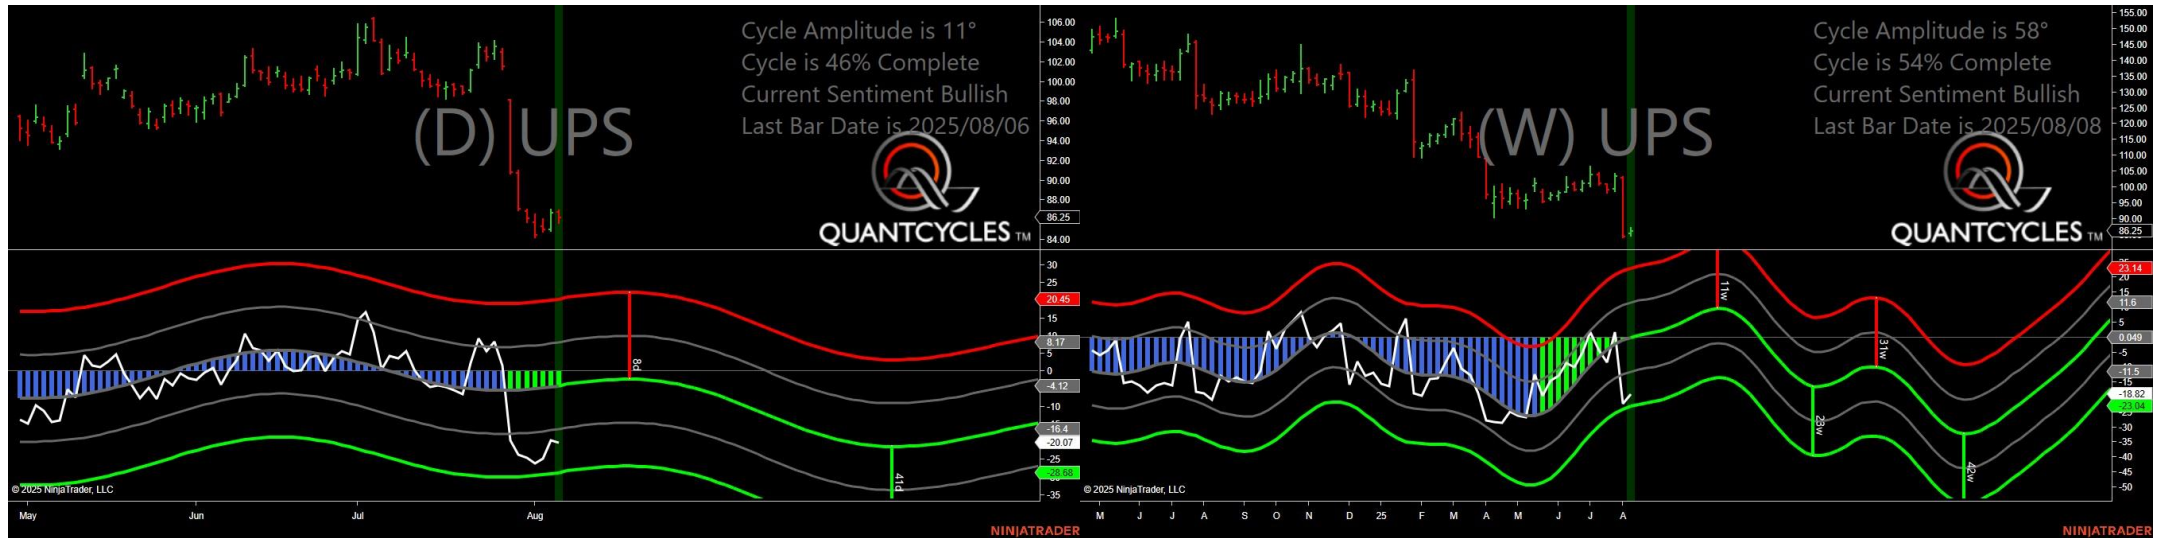 Cycle Amplitude is 11°
Cycle is 46% Complete
Current Sentiment Bullish
Last Bar Date is 2025/08/06
(D) UPS
QUANTCYCLES TM
106.00
104.00
102.00
100.00
98.00
96.00
94.00
92.00
90.00
88.00
86.25
84.00
30
25
20.45
15
10
8.17
5
0
-4.12
-10
-16.4
-20.07
-25
-28.68
-35
8d
41d
© 2025 NinjaTrader, LLC
May Jun Jul Aug
NINJATRADER
Cycle Amplitude is 58°
Cycle is 54% Complete
Current Sentiment Bullish
Last Bar Date is 2025/08/08
(W) UPS
QUANTCYCLES TM
155.00
150.00
145.00
140.00
135.00
130.00
125.00
120.00
115.00
110.00
105.00
100.00
95.00
90.00
86.25
23.14
20
15
11.6
5
0.049
-5
-11.5
-15
-18.82
-23.04
-30
-35
-40
-45
-50
11w
23w
31w
42w
© 2025 NinjaTrader, LLC
M J J A S O N D 25 F M A M J J A
NINJATRADER